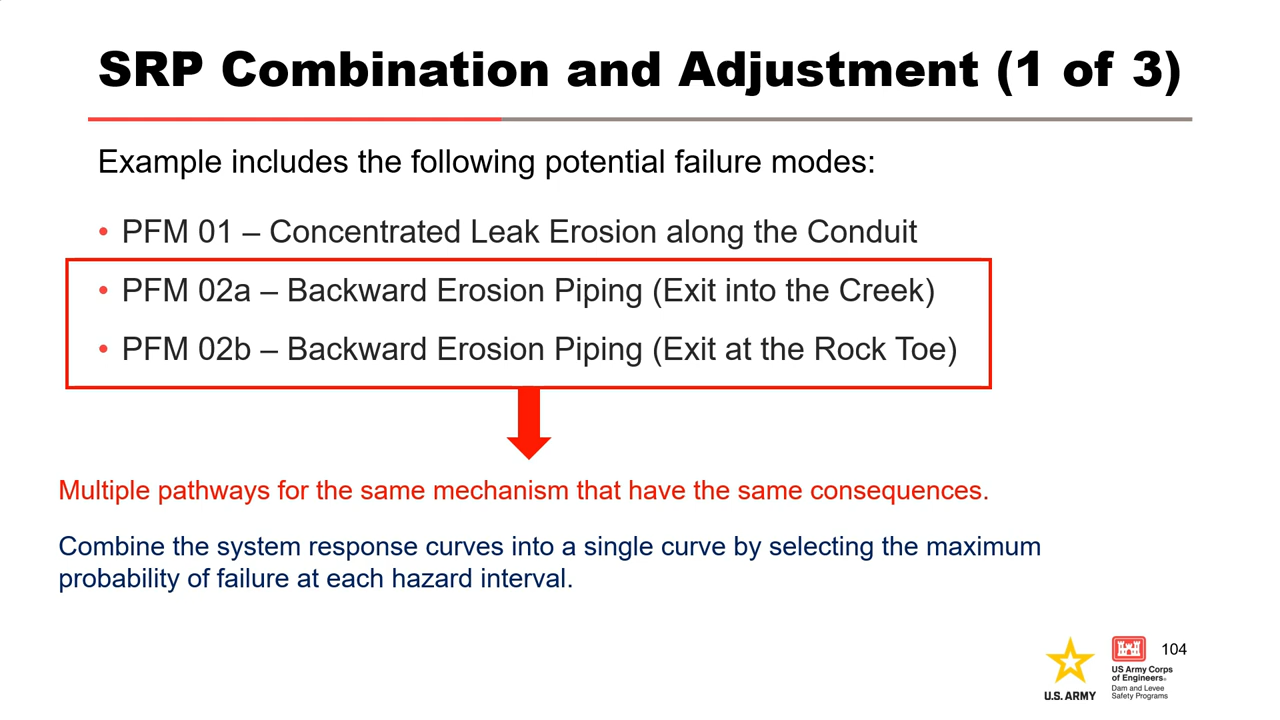 SRP Combination and Adjustment (1 of 3)
Example includes the following potential failure modes:
• PFM 01 – Concentrated Leak Erosion along the Conduit
• PFM 02a – Backward Erosion Piping (Exit into the Creek)
• PFM 02b – Backward Erosion Piping (Exit at the Rock Toe)
Multiple pathways for the same mechanism that have the same consequences.
Combine the system response curves into a single curve by selecting the maximum
probability of failure at each hazard interval.
104
U.S. ARMY
US Army Corps
of Engineers®
Dam and Levee
Safety Programs